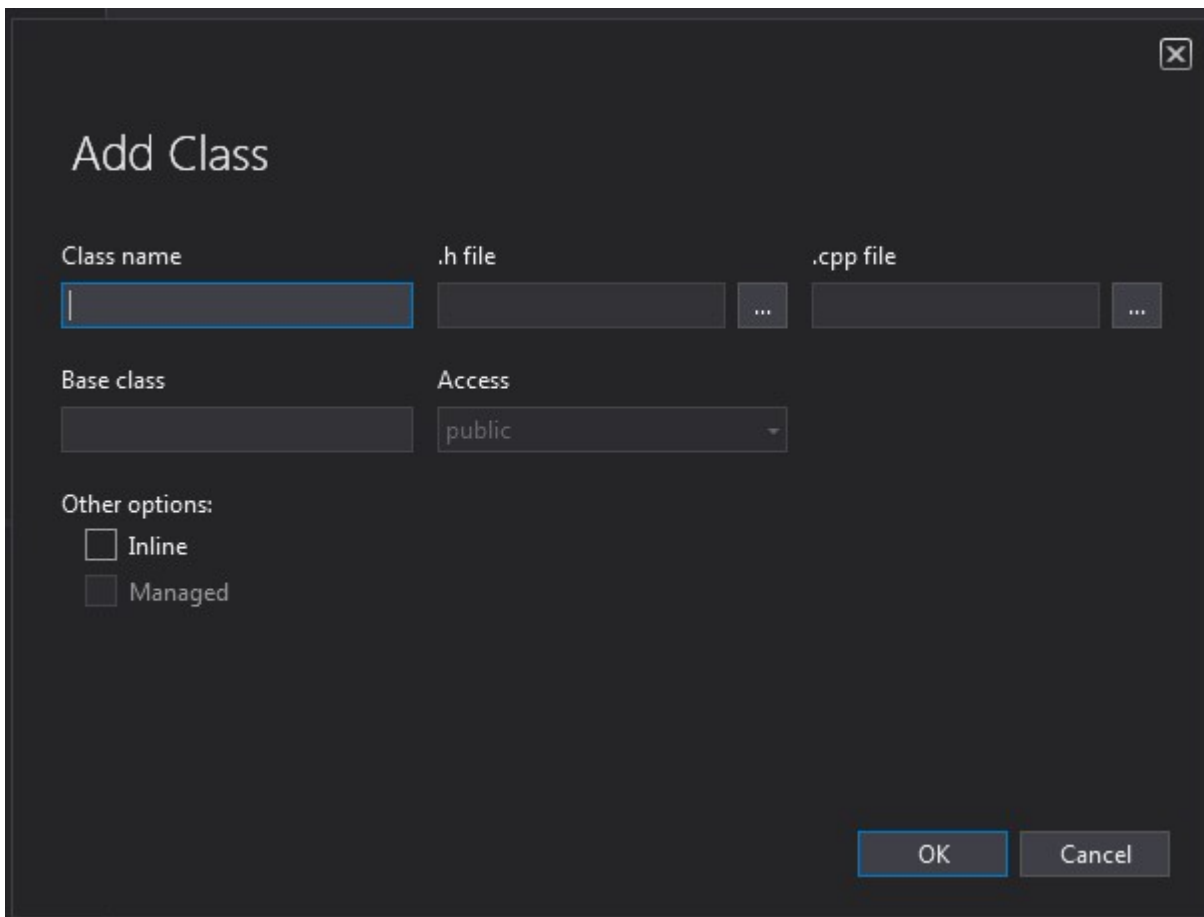 Add Class
Class name .h file .cpp file
... ...
Base class Access
public
Other options:
Inline
Managed
OK Cancel